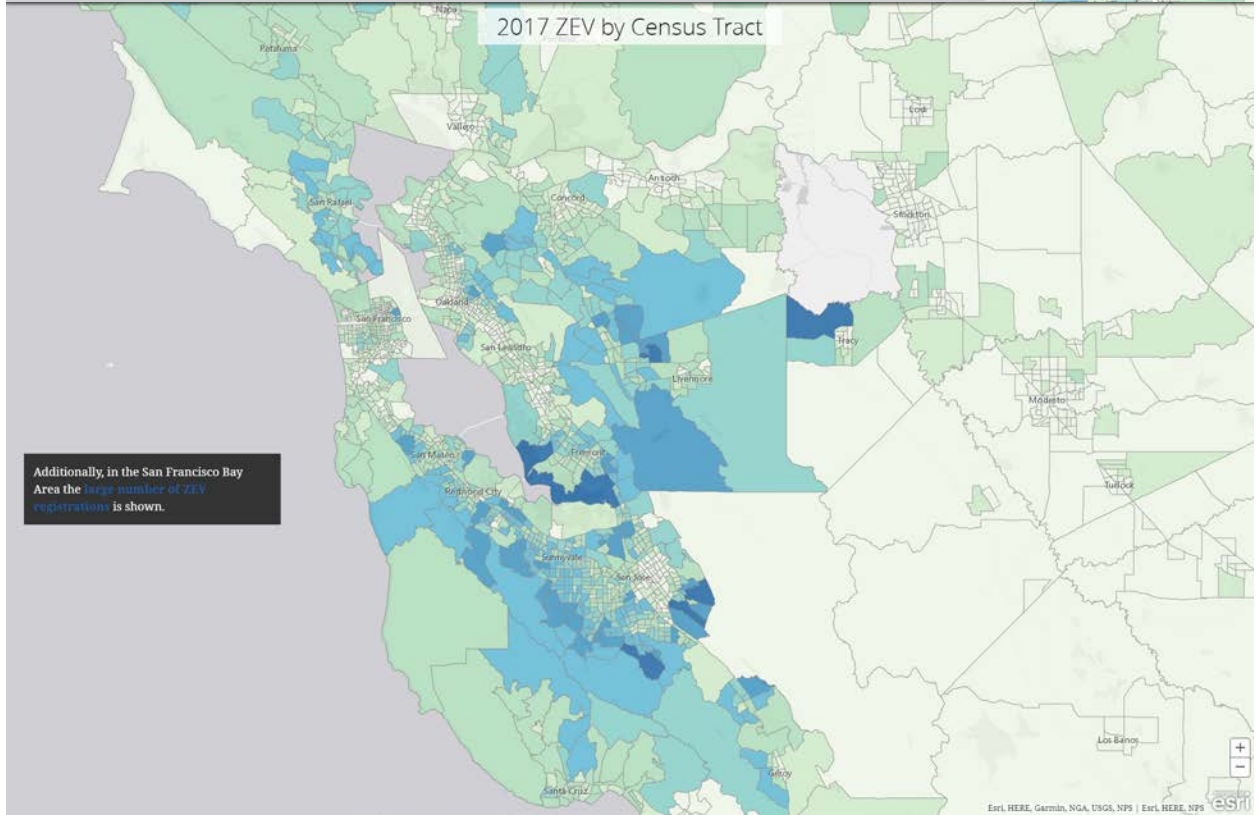 2017 ZEV by Census Tract
Napa
Petaluma
Vallejo
Lodi
Antioch
Concord
San Rafael
Stockton
Oakland
San Francisco
San Leandro
Tracy
Livermore
Modesto
Fremont
San Mateo
Additionally, in the San Francisco Bay
Area the large number of ZEV
registrations is shown.
Redwood City
Turlock
Sunnyvale
San Jose
Los Banos
Gilroy
Santa Cruz
+
−
Esri, HERE, Garmin, NGA, USGS, NPS | Esri, HERE, NPS
esri